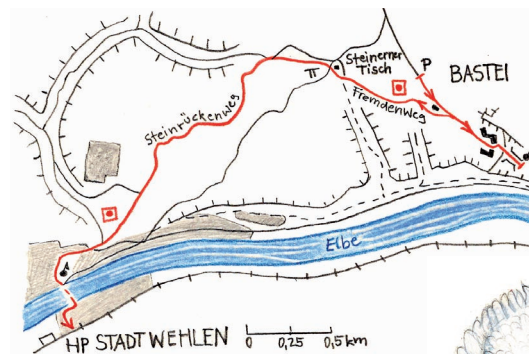 Steinerner
Tisch
P
BASTEI
Fremdenweg
Steinrückenweg
Elbe
HP STADT WEHLEN
0 0,25 0,5 km